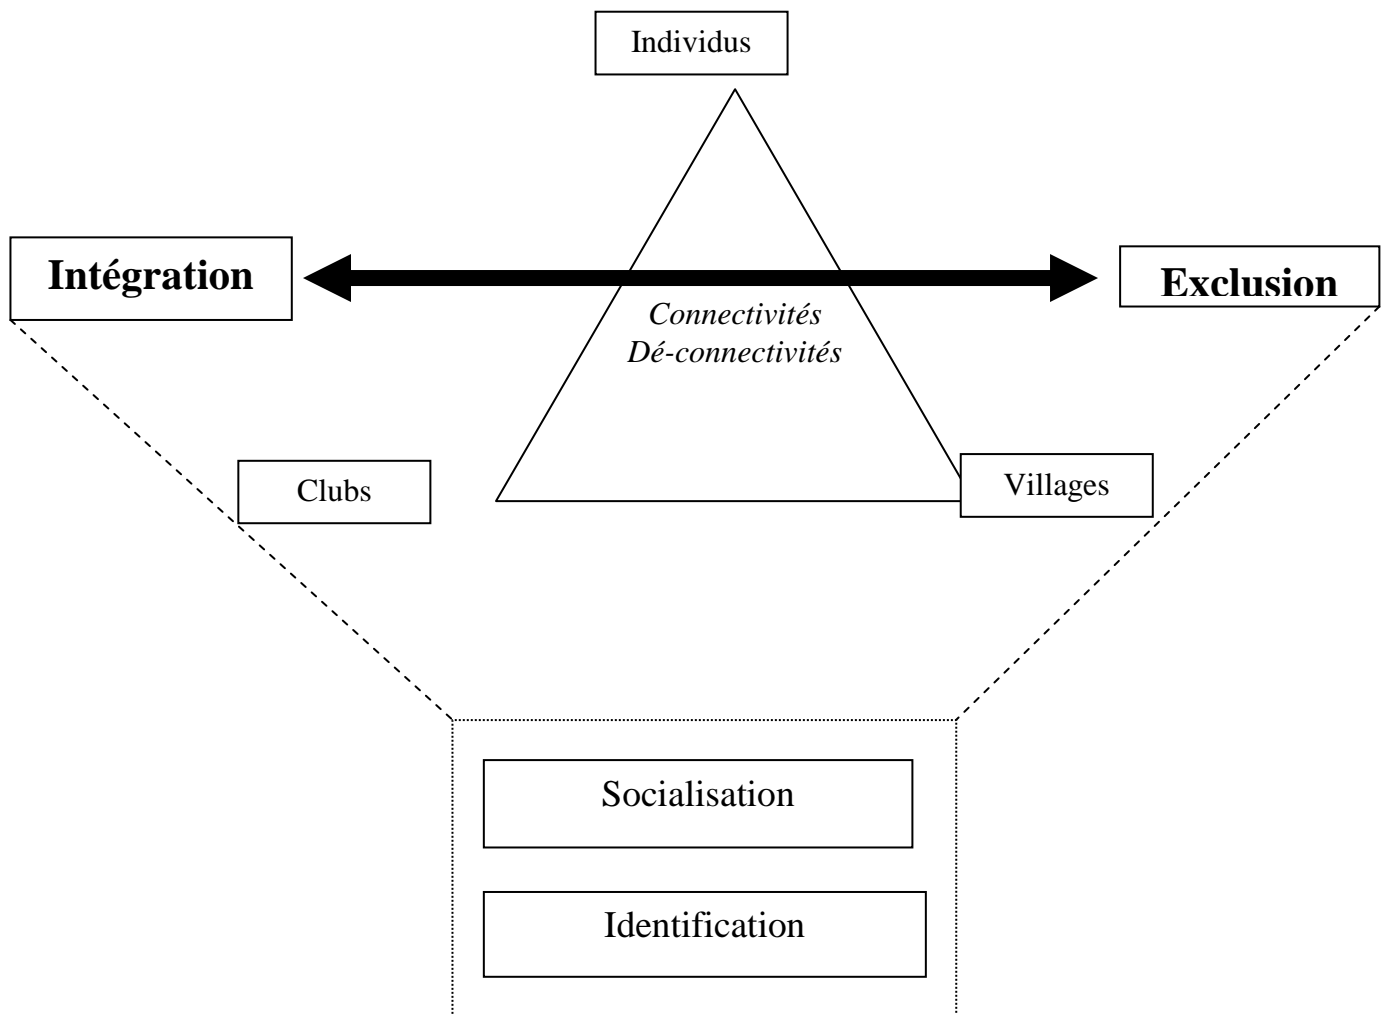 Individus
Intégration
Exclusion
Connectivités
Dé-connectivités
Clubs
Villages
Socialisation
Identification